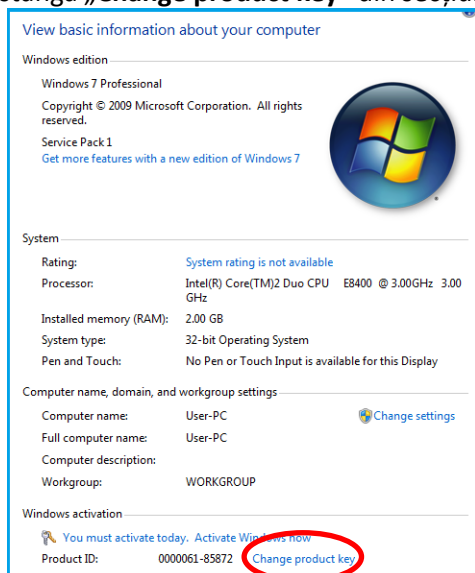 „Change product key"
View basic information about your computer
Windows edition
Windows 7 Professional
Copyright © 2009 Microsoft Corporation. All rights
reserved.
Service Pack 1
Get more features with a new edition of Windows 7
System
Rating: System rating is not available
Processor: Intel(R) Core(TM)2 Duo CPU E8400 @ 3.00GHz 3.00
GHz
Installed memory (RAM): 2.00 GB
System type: 32-bit Operating System
Pen and Touch: No Pen or Touch Input is available for this Display
Computer name, domain, and workgroup settings
Computer name: User-PC Change settings
Full computer name: User-PC
Computer description:
Workgroup: WORKGROUP
Windows activation
You must activate today. Activate Windows now
Product ID: 0000061-85872 Change product key